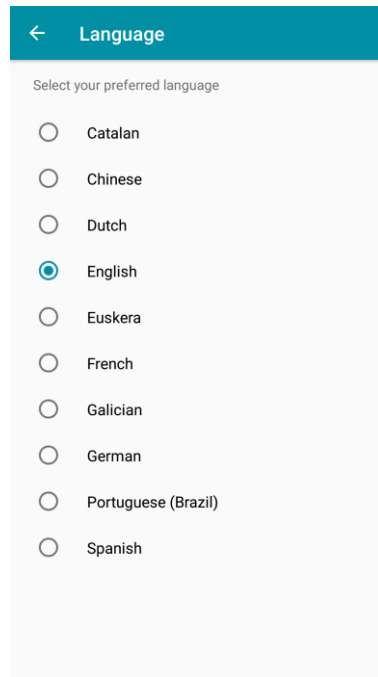 Language
Select your preferred language
Catalan
Chinese
Dutch
English
Euskera
French
Galician
German
Portuguese (Brazil)
Spanish